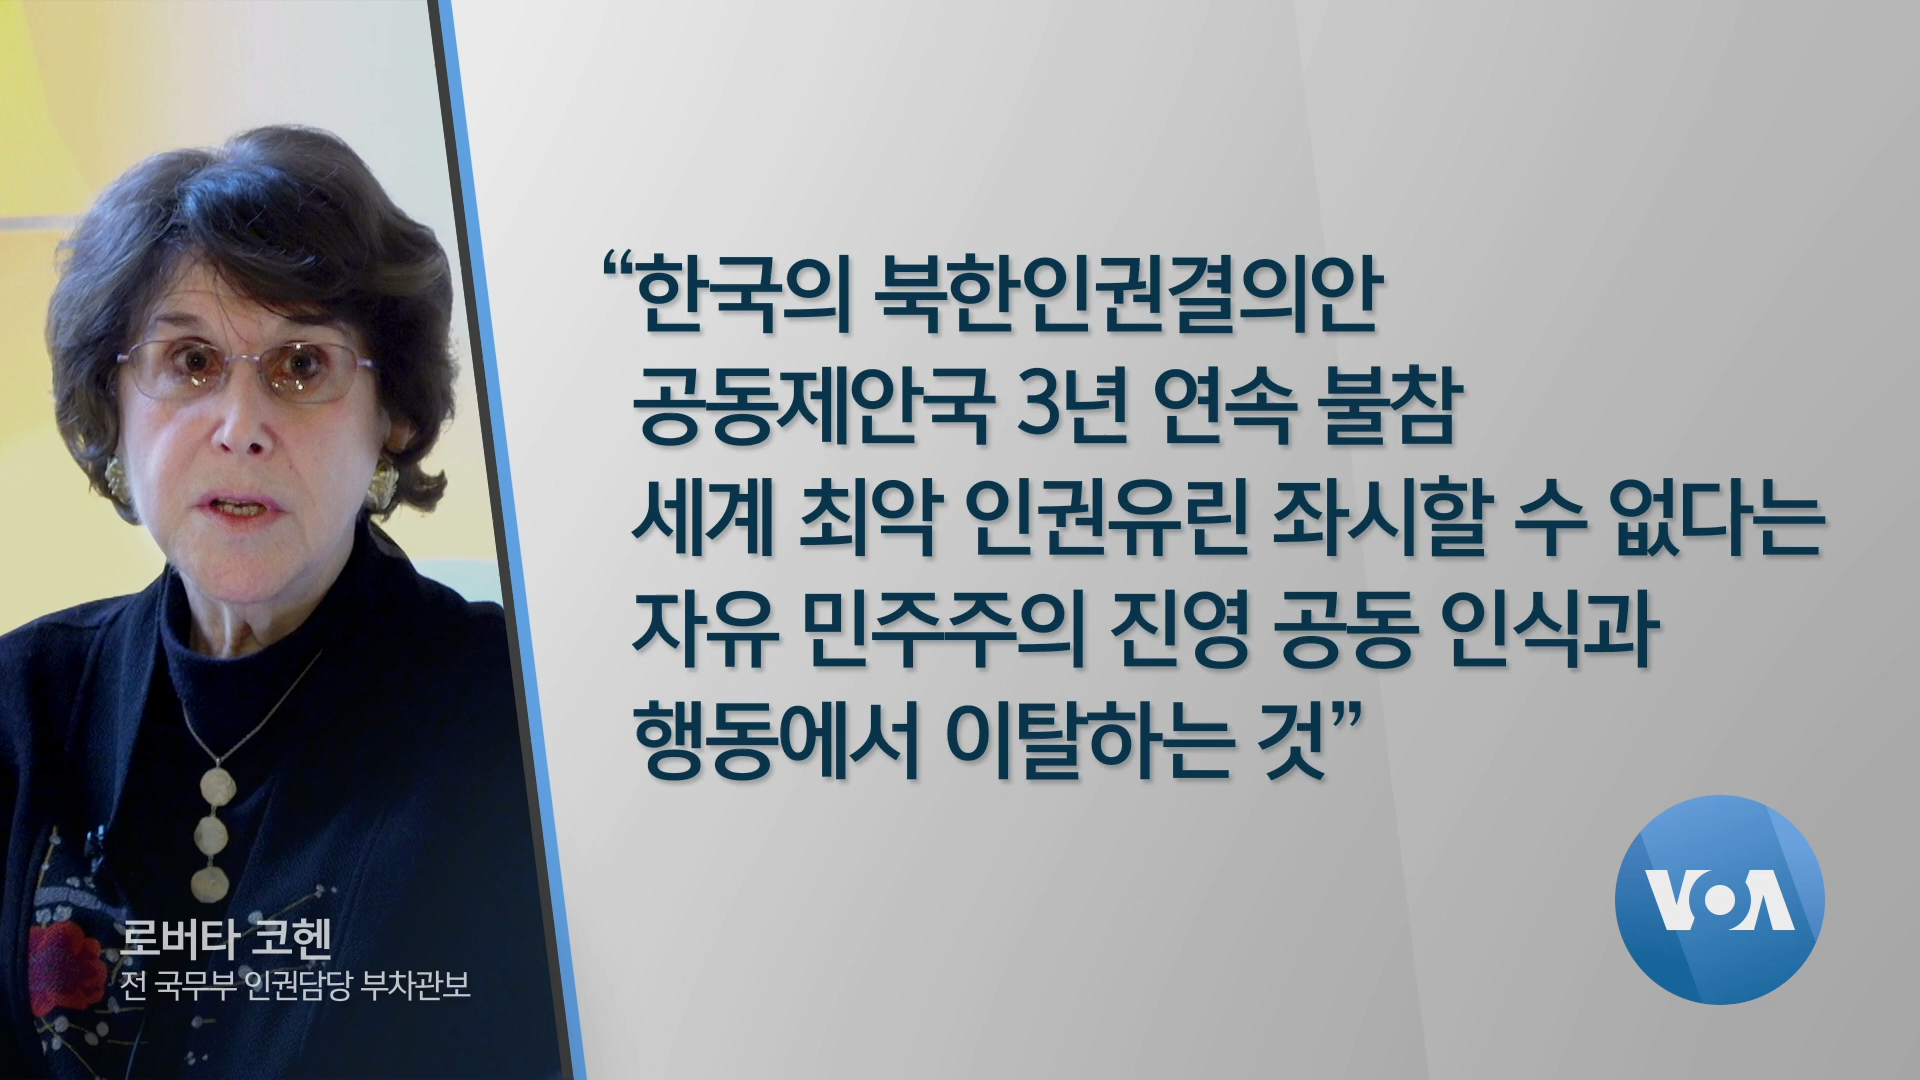 “한국의 북한인권결의안
공동제안국 3년 연속 불참
세계 최악 인권유린 좌시할 수 없다는
자유 민주주의 진영 공동 인식과
행동에서 이탈하는 것”
로버타 코헨
전 국무부 인권담당 부차관보
VOA